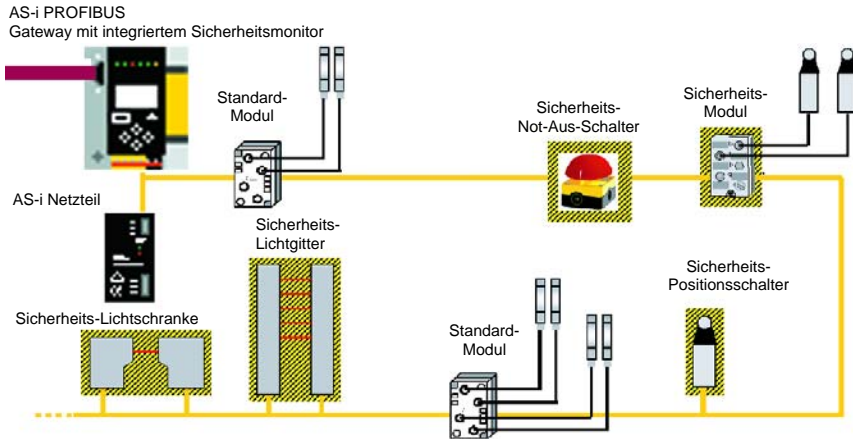 AS-i PROFIBUS
Gateway mit integriertem Sicherheitsmonitor
Standard-
Modul
Sicherheits-
Not-Aus-Schalter
Sicherheits-
Modul
AS-i Netzteil
Sicherheits-
Lichtgitter
Sicherheits-
Positionsschalter
Sicherheits-Lichtschranke
Standard-
Modul